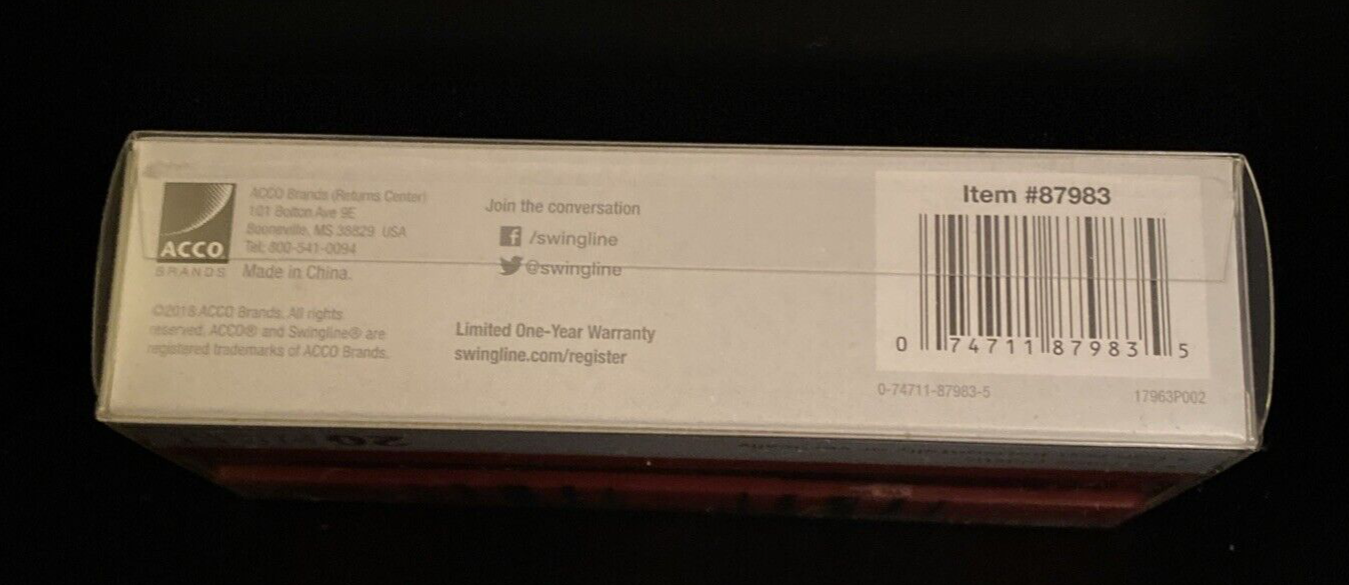 ACCO
BRANDS
ACCO Brands (Returns Center)
101 Bolton Ave 9E
Booneville, MS 38829 USA
Tel: 800-541-0094
Made in China.
©2018 ACCO Brands. All rights
reserved. ACCO® and Swingline® are
registered trademarks of ACCO Brands.
Join the conversation
/swingline
@swingline
Limited One-Year Warranty
swingline.com/register
Item #87983
0 74711 87983 5
0-74711-87983-5
17963P002
20